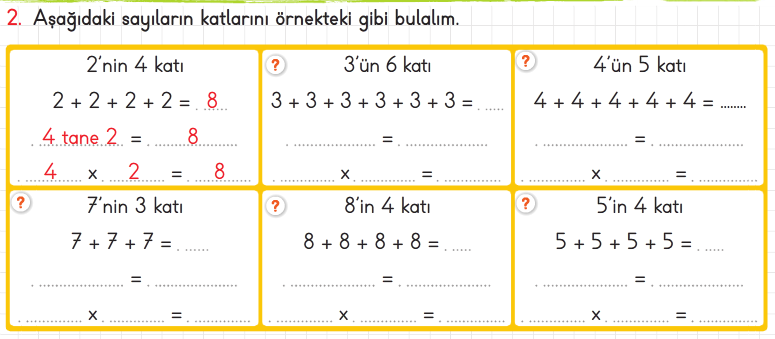 2. Aşağıdaki sayıların katlarını örnekteki gibi bulalım.
2'nin 4 katı
2 + 2 + 2 + 2 = 8
4 tane 2 = 8
4 x 2 = 8
? 3'ün 6 katı
3 + 3 + 3 + 3 + 3 + 3 = ......
.................... = ....................
.................... x .................... = ....................
? 4'ün 5 katı
4 + 4 + 4 + 4 + 4 = ........
.................... = ....................
.................... x .................... = ....................
? 7'nin 3 katı
7 + 7 + 7 = ......
.................... = ....................
.................... x .................... = ....................
? 8'in 4 katı
8 + 8 + 8 + 8 = ......
.................... = ....................
.................... x .................... = ....................
? 5'in 4 katı
5 + 5 + 5 + 5 = ......
.................... = ....................
.................... x .................... = ....................